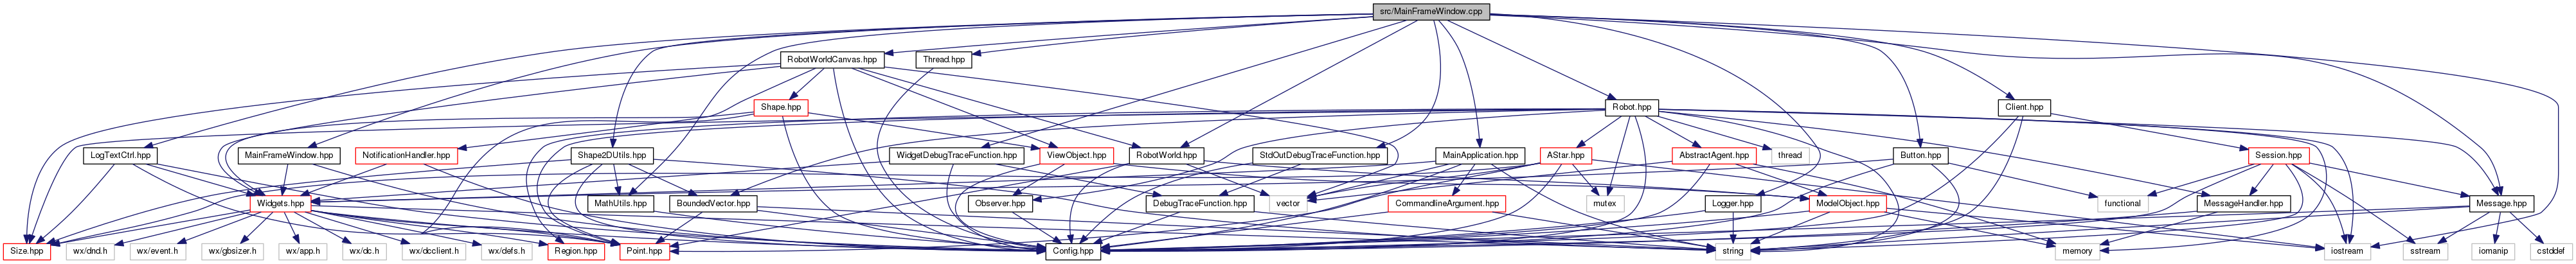 src/MainFrameWindow.cpp
RobotWorldCanvas.hpp
Thread.hpp
Shape.hpp
Robot.hpp
Client.hpp
LogTextCtrl.hpp
MainFrameWindow.hpp
NotificationHandler.hpp
Shape2DUtils.hpp
WidgetDebugTraceFunction.hpp
ViewObject.hpp
RobotWorld.hpp
StdOutDebugTraceFunction.hpp
MainApplication.hpp
AStar.hpp
AbstractAgent.hpp
thread
Button.hpp
Session.hpp
Widgets.hpp
MathUtils.hpp
BoundedVector.hpp
Observer.hpp
DebugTraceFunction.hpp
vector
CommandlineArgument.hpp
mutex
Logger.hpp
ModelObject.hpp
functional
MessageHandler.hpp
Message.hpp
Size.hpp
wx/dnd.h
wx/event.h
wx/gbsizer.h
wx/app.h
wx/dc.h
wx/dcclient.h
wx/defs.h
Region.hpp
Point.hpp
Config.hpp
string
memory
iostream
sstream
iomanip
cstddef